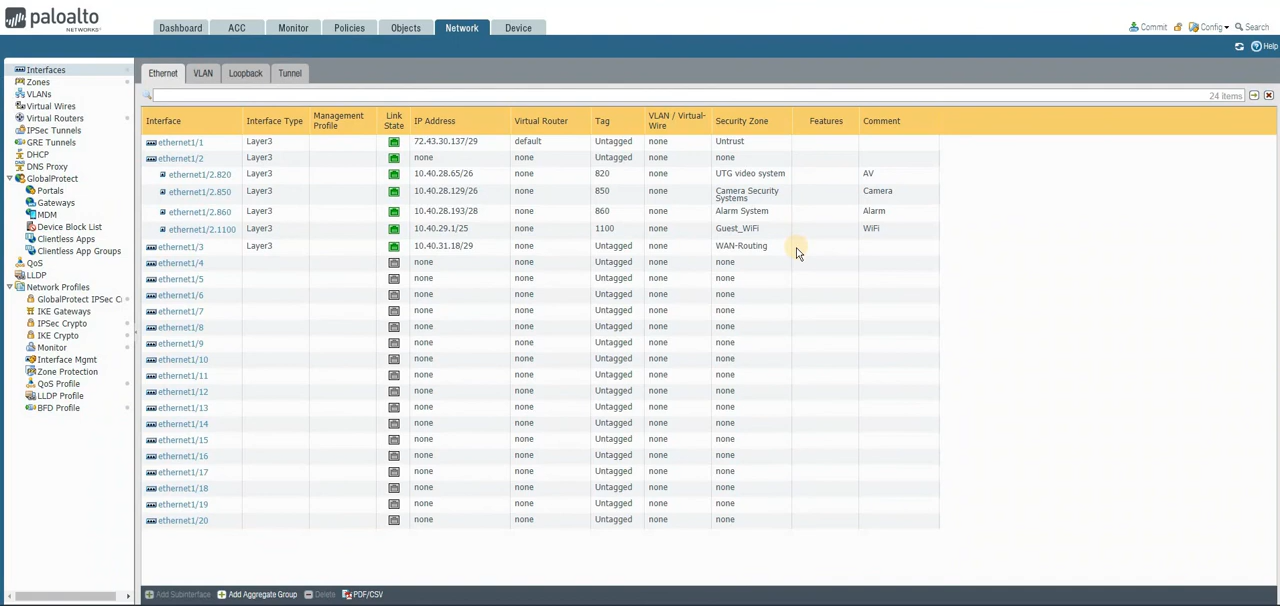 paloalto
NETWORKS
Dashboard ACC Monitor Policies Objects Network Device
Commit Config Search
Help
Interfaces
Zones
VLANs
Virtual Wires
Virtual Routers
IPSec Tunnels
GRE Tunnels
DHCP
DNS Proxy
GlobalProtect
Portals
Gateways
MDM
Device Block List
Clientless Apps
Clientless App Groups
QoS
LLDP
Network Profiles
GlobalProtect IPSec C
IKE Gateways
IPSec Crypto
IKE Crypto
Monitor
Interface Mgmt
Zone Protection
QoS Profile
LLDP Profile
BFD Profile
Ethernet VLAN Loopback Tunnel
24 items
Interface Interface Type Management Profile Link State IP Address Virtual Router Tag VLAN / Virtual-Wire Security Zone Features Comment
ethernet1/1 Layer3 72.43.30.137/29 default Untagged none Untrust
ethernet1/2 Layer3 none none Untagged none none
ethernet1/2.820 Layer3 10.40.28.65/26 none 820 none UTG video system AV
ethernet1/2.850 Layer3 10.40.28.129/26 none 850 none Camera Security Systems Camera
ethernet1/2.860 Layer3 10.40.28.193/28 none 860 none Alarm System Alarm
ethernet1/2.1100 Layer3 10.40.29.1/25 none 1100 none Guest_WiFi WiFi
ethernet1/3 Layer3 10.40.31.18/29 none Untagged none WAN-Routing
ethernet1/4 none none Untagged none none
ethernet1/5 none none Untagged none none
ethernet1/6 none none Untagged none none
ethernet1/7 none none Untagged none none
ethernet1/8 none none Untagged none none
ethernet1/9 none none Untagged none none
ethernet1/10 none none Untagged none none
ethernet1/11 none none Untagged none none
ethernet1/12 none none Untagged none none
ethernet1/13 none none Untagged none none
ethernet1/14 none none Untagged none none
ethernet1/15 none none Untagged none none
ethernet1/16 none none Untagged none none
ethernet1/17 none none Untagged none none
ethernet1/18 none none Untagged none none
ethernet1/19 none none Untagged none none
ethernet1/20 none none Untagged none none
Add Subinterface Add Aggregate Group Delete PDF/CSV